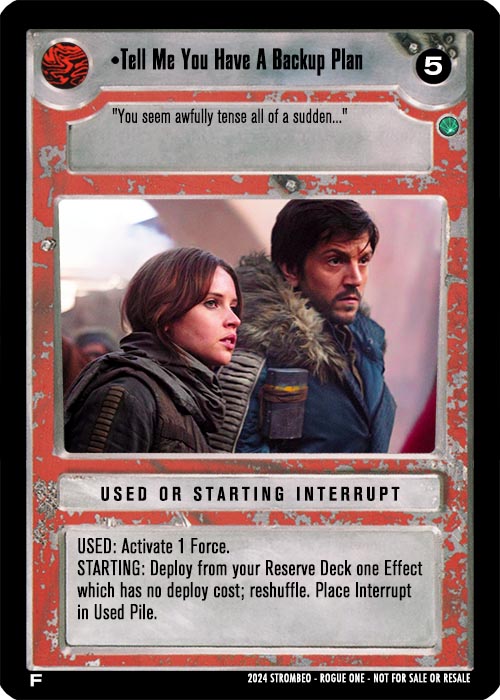 •Tell Me You Have A Backup Plan
5
"You seem awfully tense all of a sudden..."
USED OR STARTING INTERRUPT
USED: Activate 1 Force.
STARTING: Deploy from your Reserve Deck one Effect
which has no deploy cost; reshuffle. Place Interrupt
in Used Pile.
F
2024 STROMBEO - ROGUE ONE - NOT FOR SALE OR RESALE